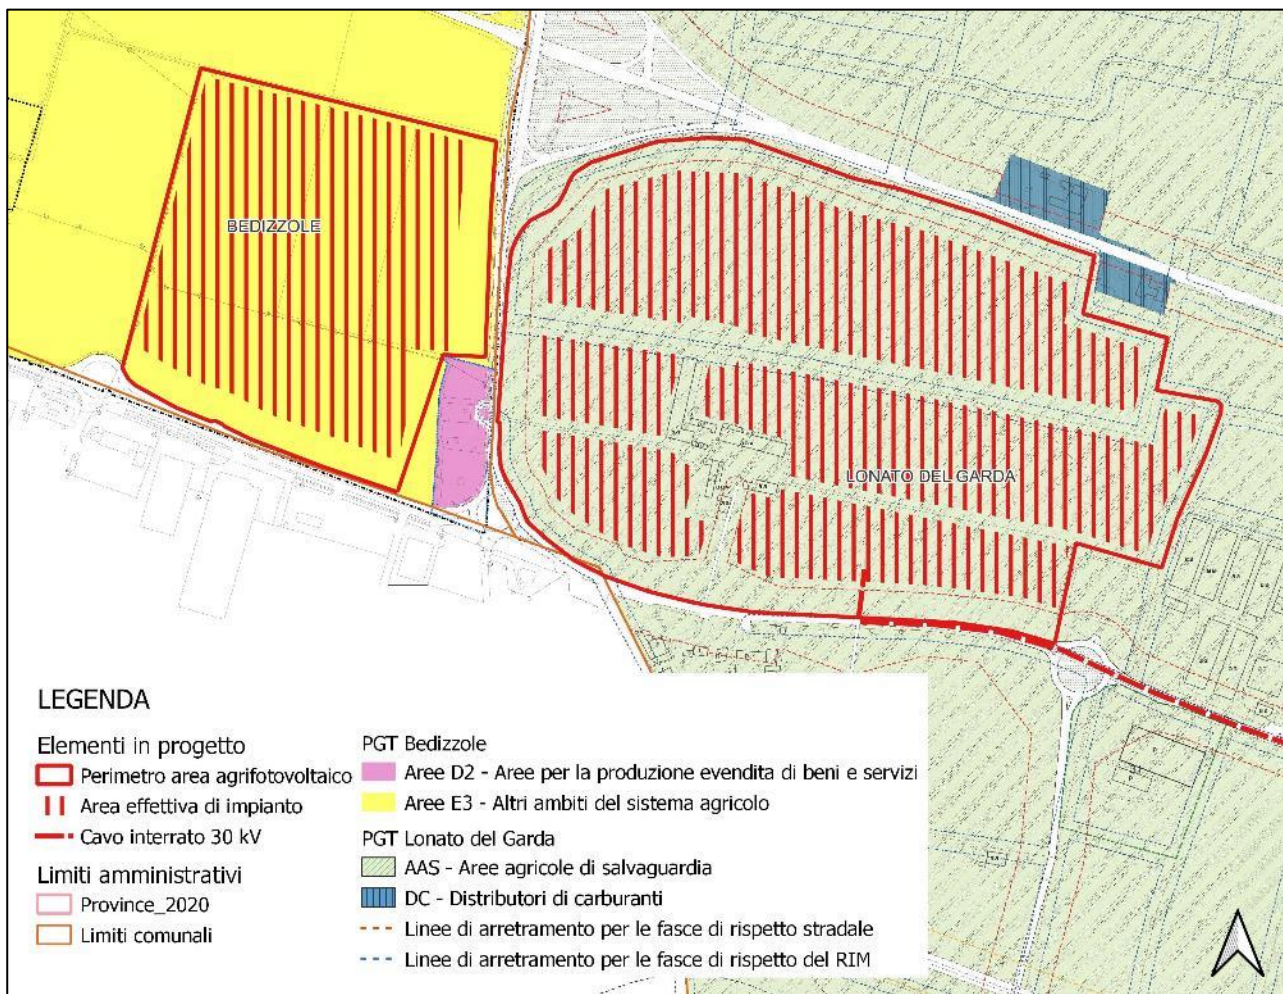 BEDIZZOLE
LONATO DEL GARDA
LEGENDA
Elementi in progetto
Perimetro area agrifotovoltaico
Area effettiva di impianto
Cavo interrato 30 kV
Limiti amministrativi
Province_2020
Limiti comunali
PGT Bedizzole
Aree D2 - Aree per la produzione evendita di beni e servizi
Aree E3 - Altri ambiti del sistema agricolo
PGT Lonato del Garda
AAS - Aree agricole di salvaguardia
DC - Distributori di carburanti
Linee di arretramento per le fasce di rispetto stradale
Linee di arretramento per le fasce di rispetto del RIM